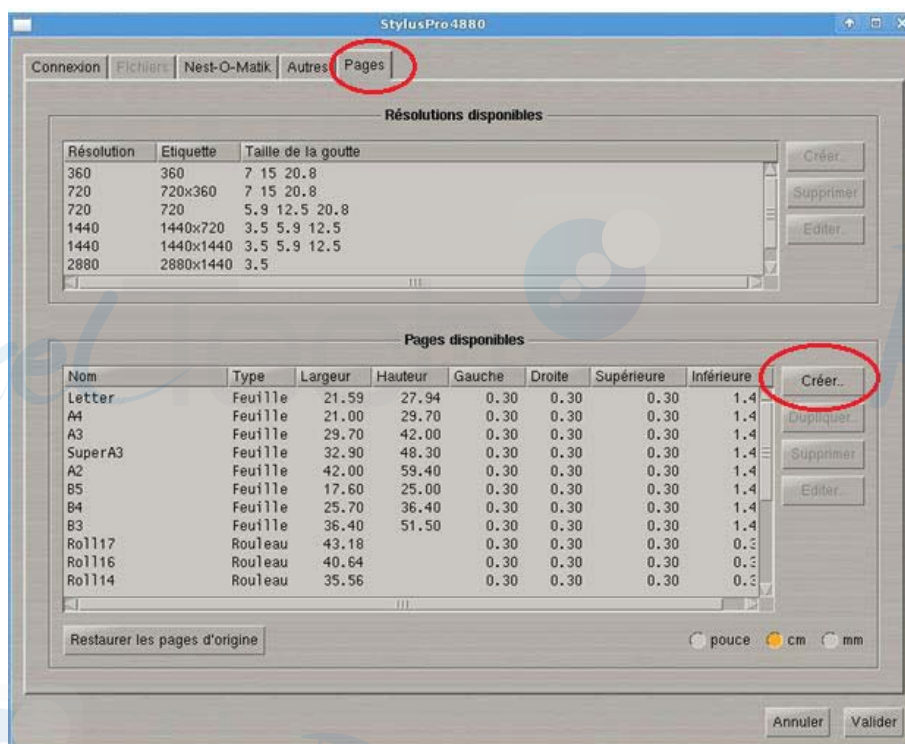 StylusPro4880
Connexion Fichiers Nest-O-Matik Autres Pages
Résolutions disponibles
Résolution Etiquette Taille de la goutte
360 360 7 15 20.8
720 720x360 7 15 20.8
720 720 5.9 12.5 20.8
1440 1440x720 3.5 5.9 12.5
1440 1440x1440 3.5 5.9 12.5
2880 2880x1440 3.5
Créer..
Supprimer
Editer..
Pages disponibles
Nom Type Largeur Hauteur Gauche Droite Supérieure Inférieure
Letter Feuille 21.59 27.94 0.30 0.30 0.30 1.4
A4 Feuille 21.00 29.70 0.30 0.30 0.30 1.4
A3 Feuille 29.70 42.00 0.30 0.30 0.30 1.4
SuperA3 Feuille 32.90 48.30 0.30 0.30 0.30 1.4
A2 Feuille 42.00 59.40 0.30 0.30 0.30 1.4
B5 Feuille 17.60 25.00 0.30 0.30 0.30 1.4
B4 Feuille 25.70 36.40 0.30 0.30 0.30 1.4
B3 Feuille 36.40 51.50 0.30 0.30 0.30 1.4
Roll17 Rouleau 43.18 0.30 0.30 0.30 0.3
Roll16 Rouleau 40.64 0.30 0.30 0.30 0.3
Roll14 Rouleau 35.56 0.30 0.30 0.30 0.3
Créer..
Dupliquer..
Supprimer
Editer..
Restaurer les pages d'origine
pouce cm mm
Annuler Valider